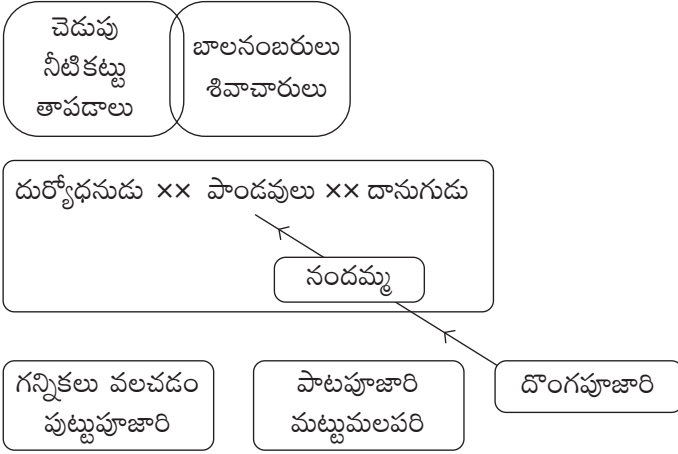 చెడుపు
నీటికట్టు
తాపడాలు
బాలనంబరులు
శివాచారులు
దుర్యోధనుడు ×× పాండవులు ×× దానుగుడు
నందమ్మ
గన్నికలు వలచడం
పుట్టుపూజారి
పాటపూజారి
మట్టుమలపరి
దొంగపూజారి